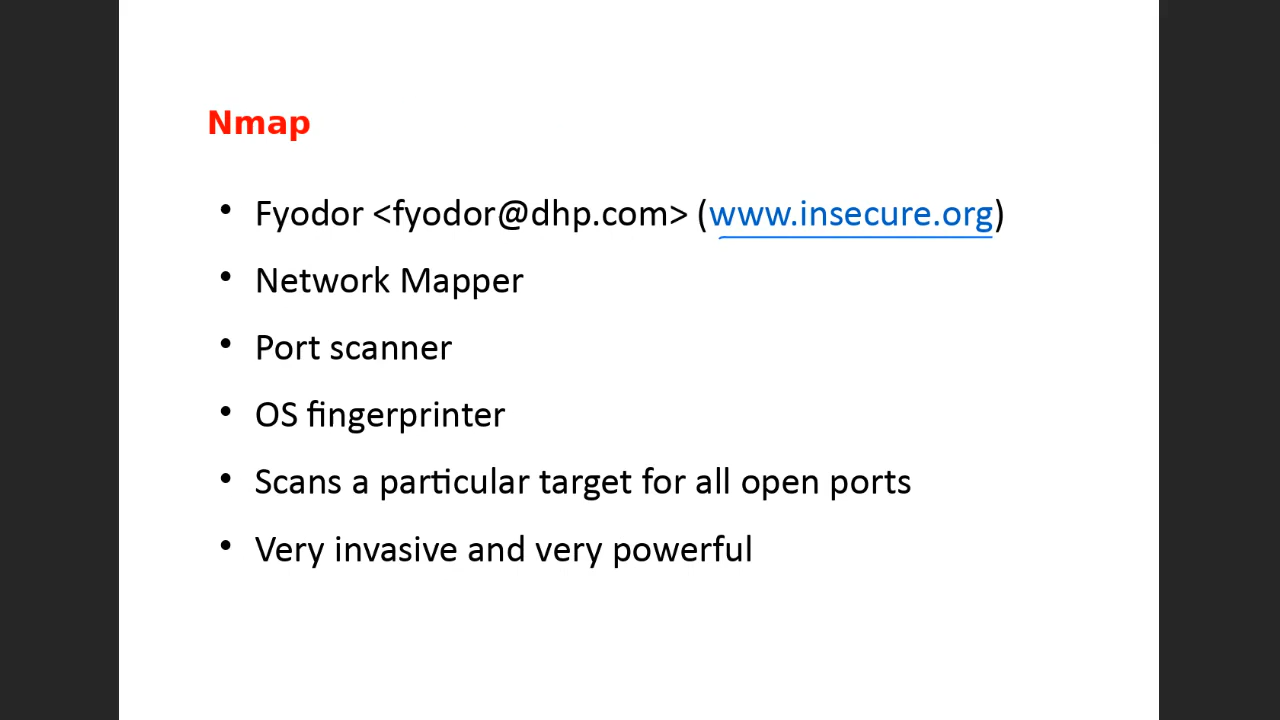 Nmap
• Fyodor <fyodor@dhp.com> (www.insecure.org)
• Network Mapper
• Port scanner
• OS fingerprinter
• Scans a particular target for all open ports
• Very invasive and very powerful